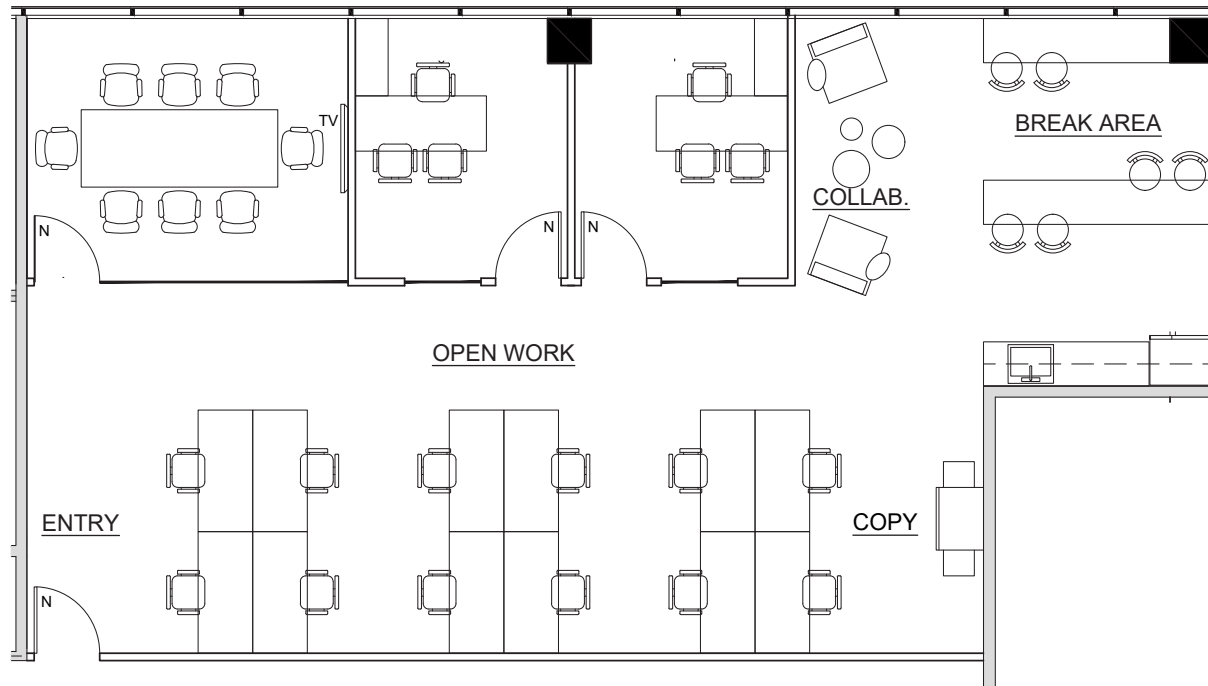 TV
BREAK AREA
COLLAB.
N
N
N
OPEN WORK
ENTRY
COPY
N